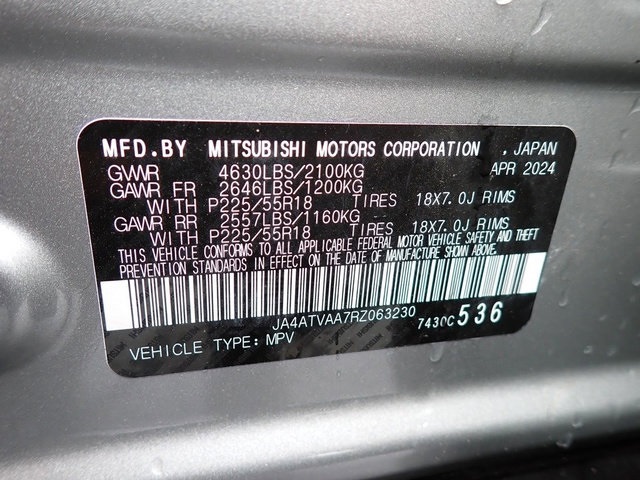 MFD.BY MITSUBISHI MOTORS CORPORATION , JAPAN
GVWR 4630LBS/2100KG APR 2024
GAWR FR 2646LBS/1200KG
WITH P225/55R18 TIRES 18X7.0J RIMS
GAWR RR 2557LBS/1160KG
WITH P225/55R18 TIRES 18X7.0J RIMS
THIS VEHICLE CONFORMS TO ALL APPLICABLE FEDERAL MOTOR VEHICLE SAFETY AND THEFT
PREVENTION STANDARDS IN EFFECT ON THE DATE OF MANUFACTURE SHOWN ABOVE.
JA4ATVAA7RZ063230
7430C536
VEHICLE TYPE: MPV